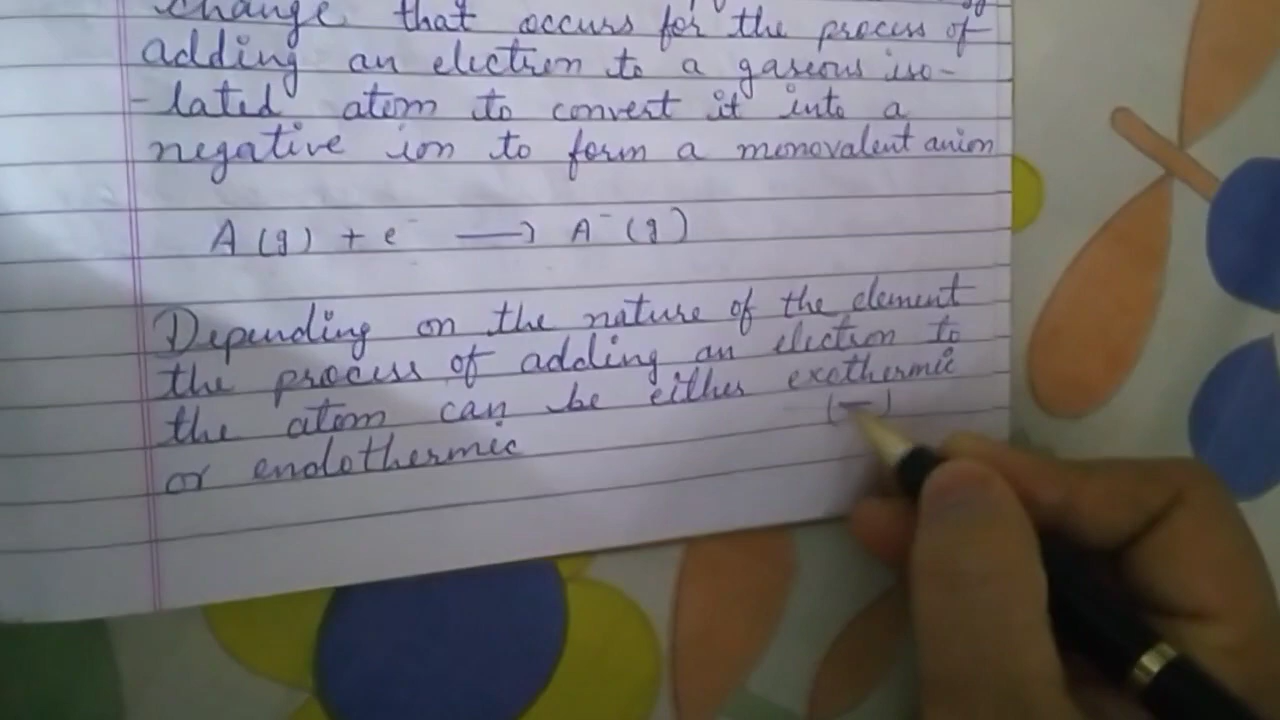 change that occurs for the process of
adding an electron to a gaseous iso-
-lated atom to convert it into a
negative ion to form a monovalent anion
A (g) + e⁻ ⟶ A⁻ (g)
Depending on the nature of the element
the process of adding an election to
the atom can be either exothermic
(-)
or endothermic